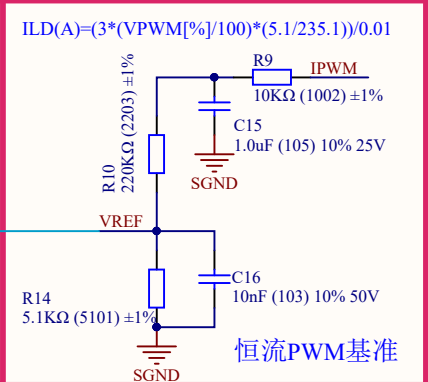 ILD(A)=(3*(VPWM[%]/100)*(5.1/235.1))/0.01
R9
IPWM
10KΩ (1002) ±1%
C15
1.0uF (105) 10% 25V
SGND
R10
220KΩ (2203) ±1%
VREF
R14
5.1KΩ (5101) ±1%
C16
10nF (103) 10% 50V
恒流PWM基准
SGND